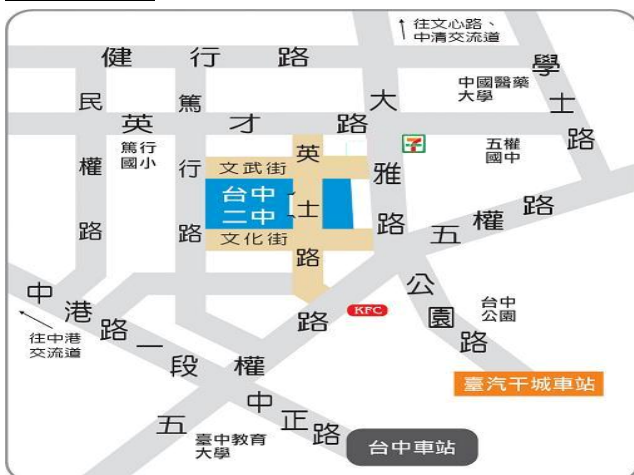 往文心路、
中清交流道
健行路
學士路
中國醫藥
大學
民權路
篤行路
大雅路
英才路
7
篤行
國小
五權
國中
英士路
文武街
台中
二中
文化街
五權路
公園路
台中
公園
KFC
中港路一段
往中港
交流道
中正路
臺汽干城車站
五權路
臺中教育
大學
台中車站